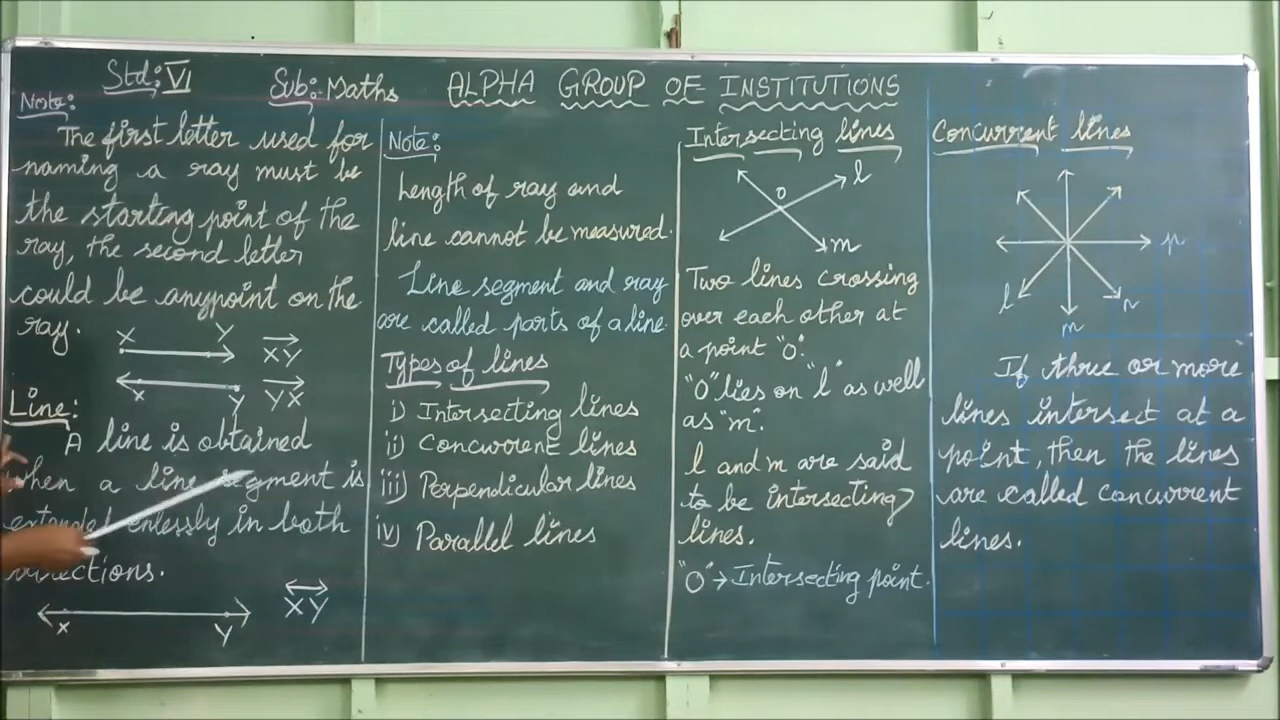 Std: VI Sub:- Maths ALPHA GROUP OF INSTITUTIONS
Note:
The first letter used for
naming a ray must be
the starting point of the
ray, the second letter
could be anypoint on the
ray.
X Y XY
X Y YX
Line:
A line is obtained
when a line segment is
extended enlessly in both
directions.
X Y XY
Note:
Length of ray and
line cannot be measured.
Line segment and ray
are called parts of a line.
Types of lines
i) Intersecting lines
ii) Concurrent lines
iii) Perpendicular lines
iv) Parallel lines
Intersecting lines
O l
m
Two lines crossing
over each other at
a point "O".
"O" lies on "l" as well
as "m".
l and m are said
to be intersecting
lines.
"O" → Intersecting point.
Concurrent lines
p
l n
m
If three or more
lines intersect at a
point, then the lines
are called concurrent
lines.